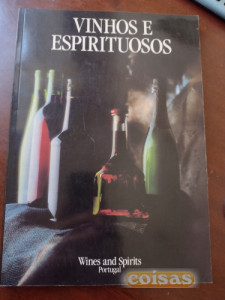 VINHOS E
ESPIRITUOSOS
Wines and Spirits
Portugal
coisas